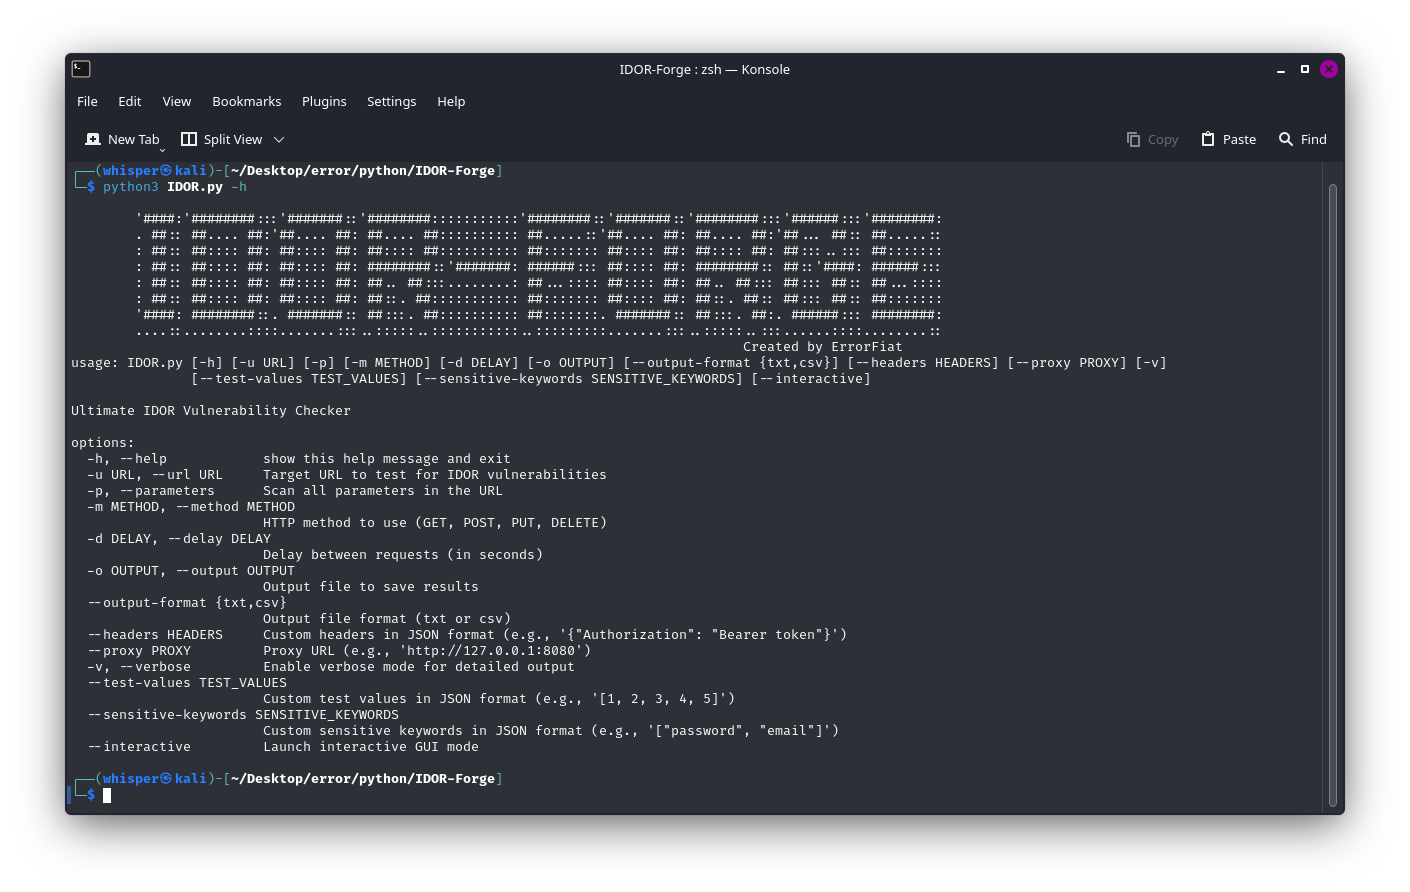 IDOR-Forge : zsh — Konsole
File Edit View Bookmarks Plugins Settings Help
New Tab Split View Copy Paste Find
┌──(whisper㉿kali)-[~/Desktop/error/python/IDOR-Forge]
└─$ python3 IDOR.py -h
'####:'########:::'#######::'########:::::::::::'########::'#######::'########:::'######:::'########:
. ##:: ##.... ##:'##.... ##: ##.... ##:::::::::: ##.....::'##.... ##: ##.... ##:'##... ##:: ##.....::
: ##:: ##:::: ##: ##:::: ##: ##:::: ##:::::::::: ##::::::: ##:::: ##: ##:::: ##: ##:::..::: ##:::::::
: ##:: ##:::: ##: ##:::: ##: ########::'#######: ######::: ##:::: ##: ########:: ##::'####: ######:::
: ##:: ##:::: ##: ##:::: ##: ##.. ##:::........: ##...:::: ##:::: ##: ##.. ##::: ##::: ##:: ##...::::
: ##:: ##:::: ##: ##:::: ##: ##::. ##::::::::::: ##::::::: ##:::: ##: ##::. ##:: ##::: ##:: ##:::::::
'####: ########::. #######:: ##:::. ##:::::::::: ##:::::::. #######:: ##:::. ##:. ######::: ########:
....::........::::.......:::..:::::..:::::::::::..:::::::::.......:::..:::::..:::......::::........::
Created by ErrorFiat
usage: IDOR.py [-h] [-u URL] [-p] [-m METHOD] [-d DELAY] [-o OUTPUT] [--output-format {txt,csv}] [--headers HEADERS] [--proxy PROXY] [-v]
[--test-values TEST_VALUES] [--sensitive-keywords SENSITIVE_KEYWORDS] [--interactive]
Ultimate IDOR Vulnerability Checker
options:
-h, --help show this help message and exit
-u URL, --url URL Target URL to test for IDOR vulnerabilities
-p, --parameters Scan all parameters in the URL
-m METHOD, --method METHOD
HTTP method to use (GET, POST, PUT, DELETE)
-d DELAY, --delay DELAY
Delay between requests (in seconds)
-o OUTPUT, --output OUTPUT
Output file to save results
--output-format {txt,csv}
Output file format (txt or csv)
--headers HEADERS Custom headers in JSON format (e.g., '{"Authorization": "Bearer token"}')
--proxy PROXY Proxy URL (e.g., 'http://127.0.0.1:8080')
-v, --verbose Enable verbose mode for detailed output
--test-values TEST_VALUES
Custom test values in JSON format (e.g., '[1, 2, 3, 4, 5]')
--sensitive-keywords SENSITIVE_KEYWORDS
Custom sensitive keywords in JSON format (e.g., '["password", "email"]')
--interactive Launch interactive GUI mode
┌──(whisper㉿kali)-[~/Desktop/error/python/IDOR-Forge]
└─$